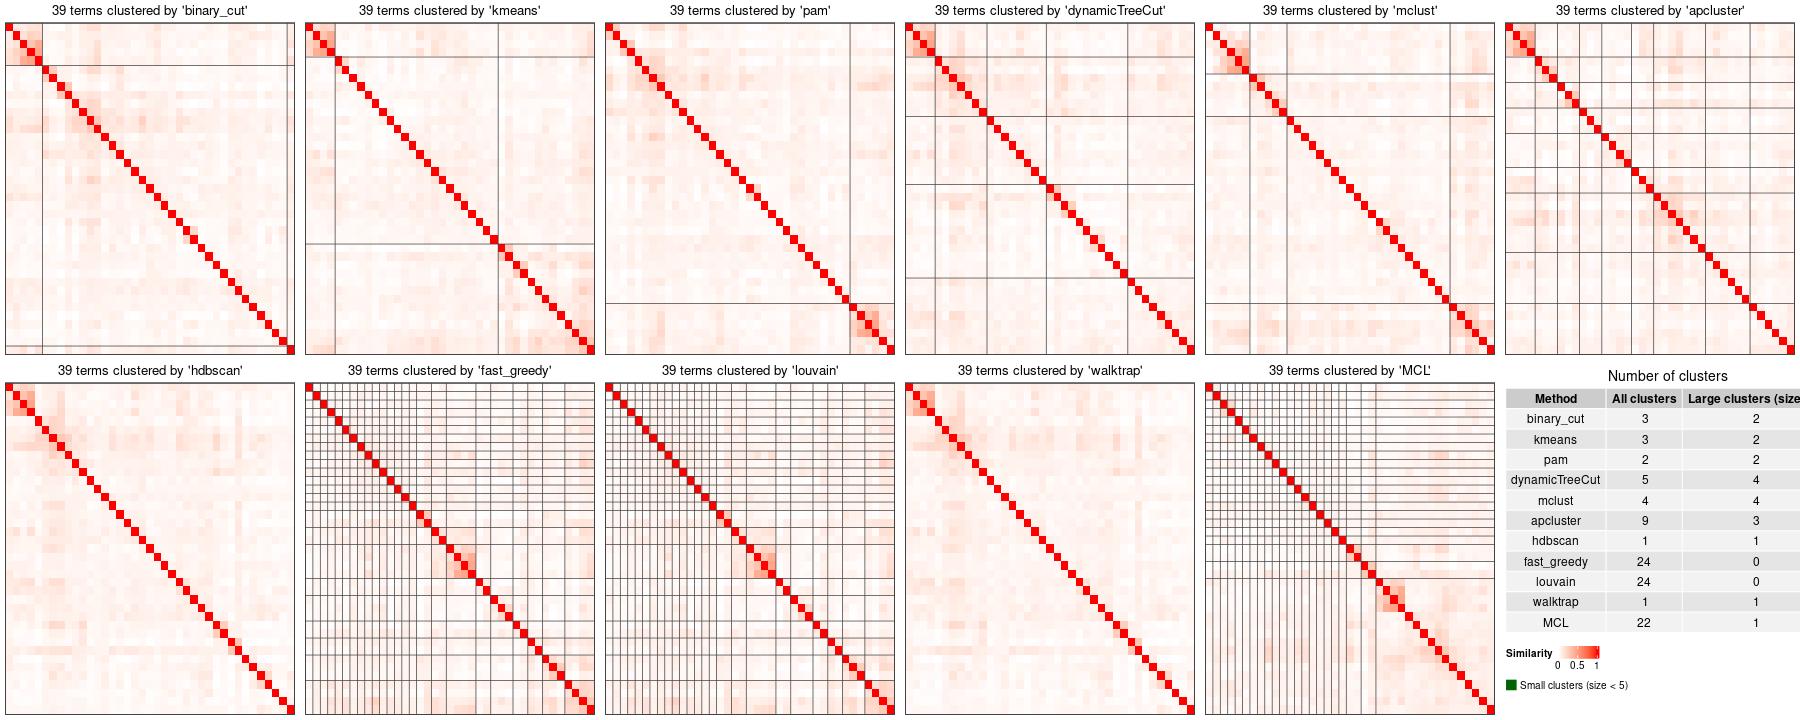 39 terms clustered by 'binary_cut'
39 terms clustered by 'kmeans'
39 terms clustered by 'pam'
39 terms clustered by 'dynamicTreeCut'
39 terms clustered by 'mclust'
39 terms clustered by 'apcluster'
39 terms clustered by 'hdbscan'
39 terms clustered by 'fast_greedy'
39 terms clustered by 'louvain'
39 terms clustered by 'walktrap'
39 terms clustered by 'MCL'
Number of clusters
Method All clusters Large clusters (size
binary_cut 3 2
kmeans 3 2
pam 2 2
dynamicTreeCut 5 4
mclust 4 4
apcluster 9 3
hdbscan 1 1
fast_greedy 24 0
louvain 24 0
walktrap 1 1
MCL 22 1
Similarity
0 0.5 1
Small clusters (size < 5)